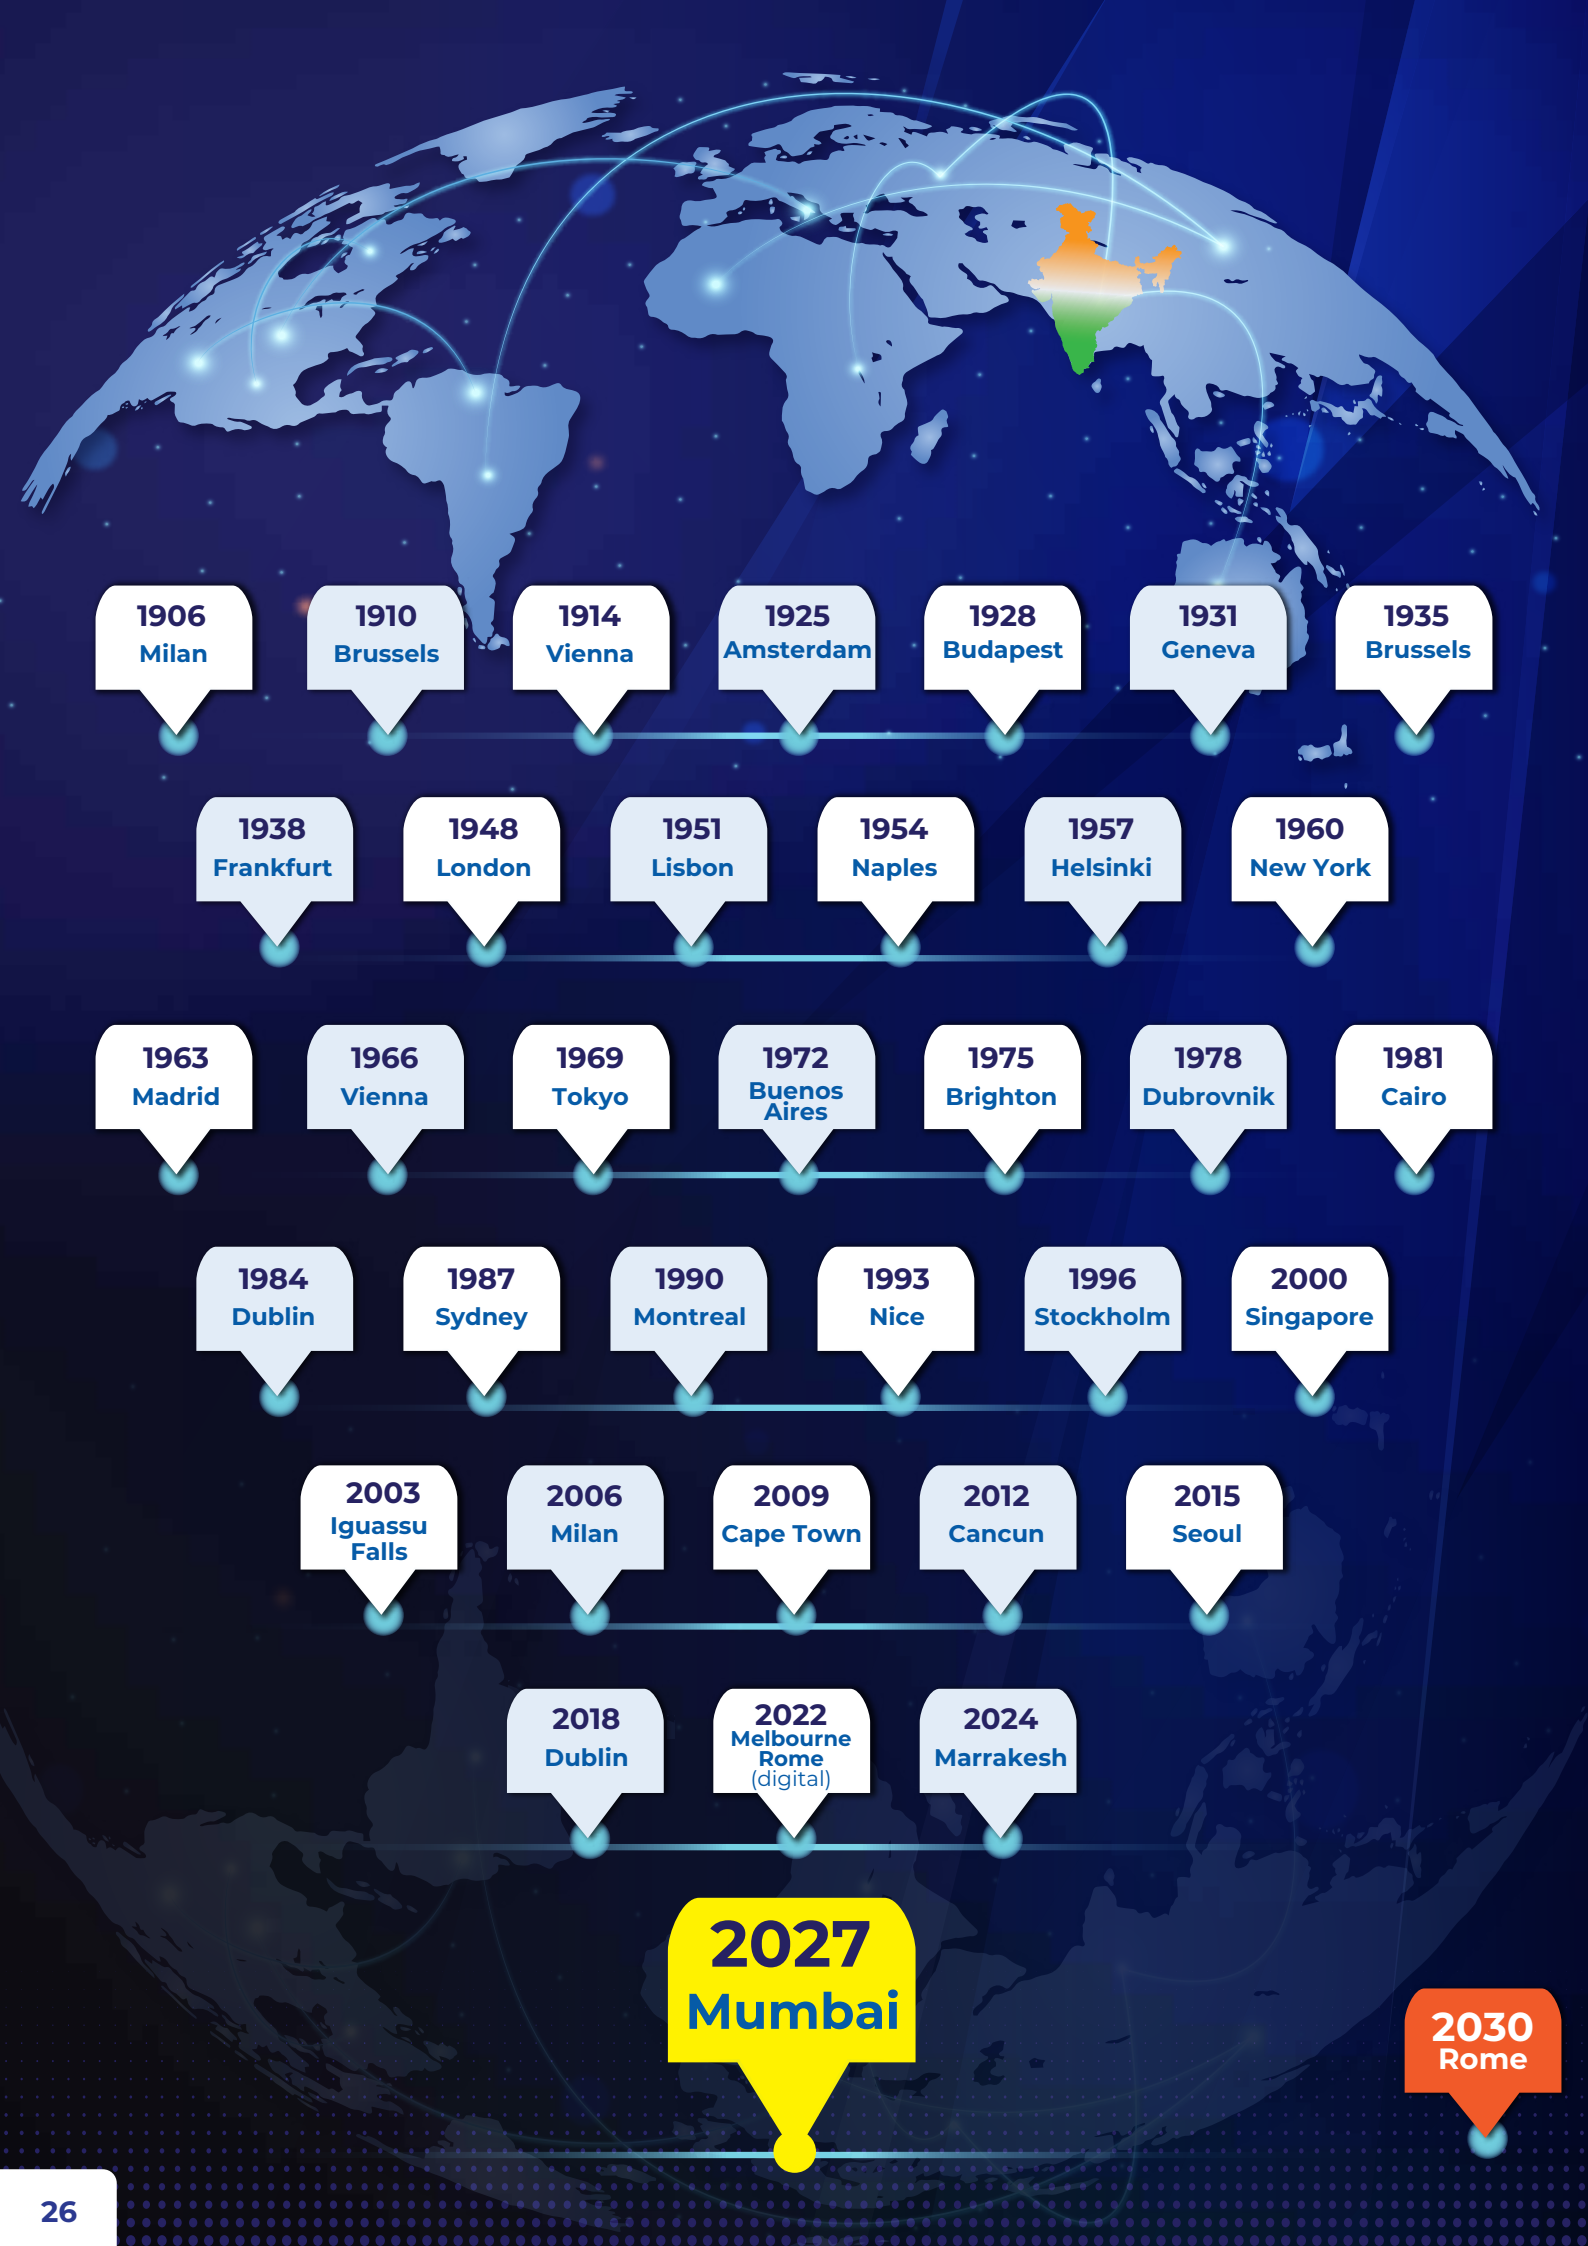 1906
Milan
1910
Brussels
1914
Vienna
1925
Amsterdam
1928
Budapest
1931
Geneva
1935
Brussels
1938
Frankfurt
1948
London
1951
Lisbon
1954
Naples
1957
Helsinki
1960
New York
1963
Madrid
1966
Vienna
1969
Tokyo
1972
Buenos
Aires
1975
Brighton
1978
Dubrovnik
1981
Cairo
1984
Dublin
1987
Sydney
1990
Montreal
1993
Nice
1996
Stockholm
2000
Singapore
2003
Iguassu
Falls
2006
Milan
2009
Cape Town
2012
Cancun
2015
Seoul
2018
Dublin
2022
Melbourne
Rome
(digital)
2024
Marrakesh
2027
Mumbai
2030
Rome
26